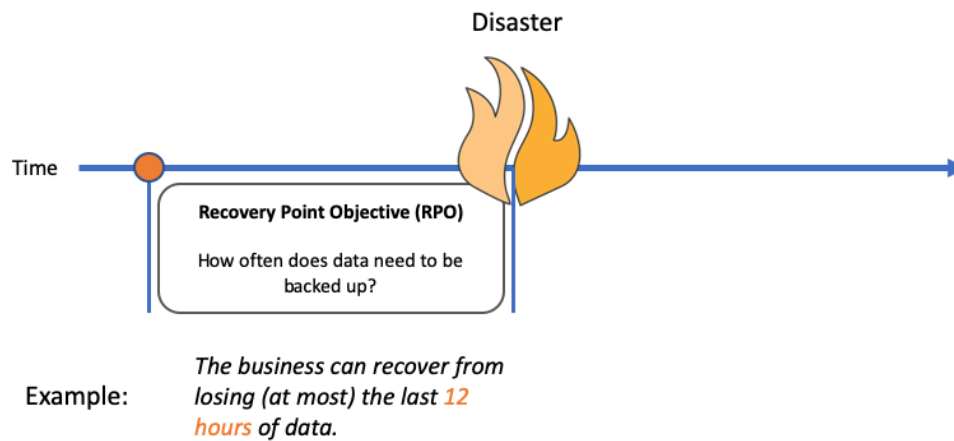 Disaster
Time
Recovery Point Objective (RPO)
How often does data need to be
backed up?
Example:
The business can recover from
losing (at most) the last 12
hours of data.